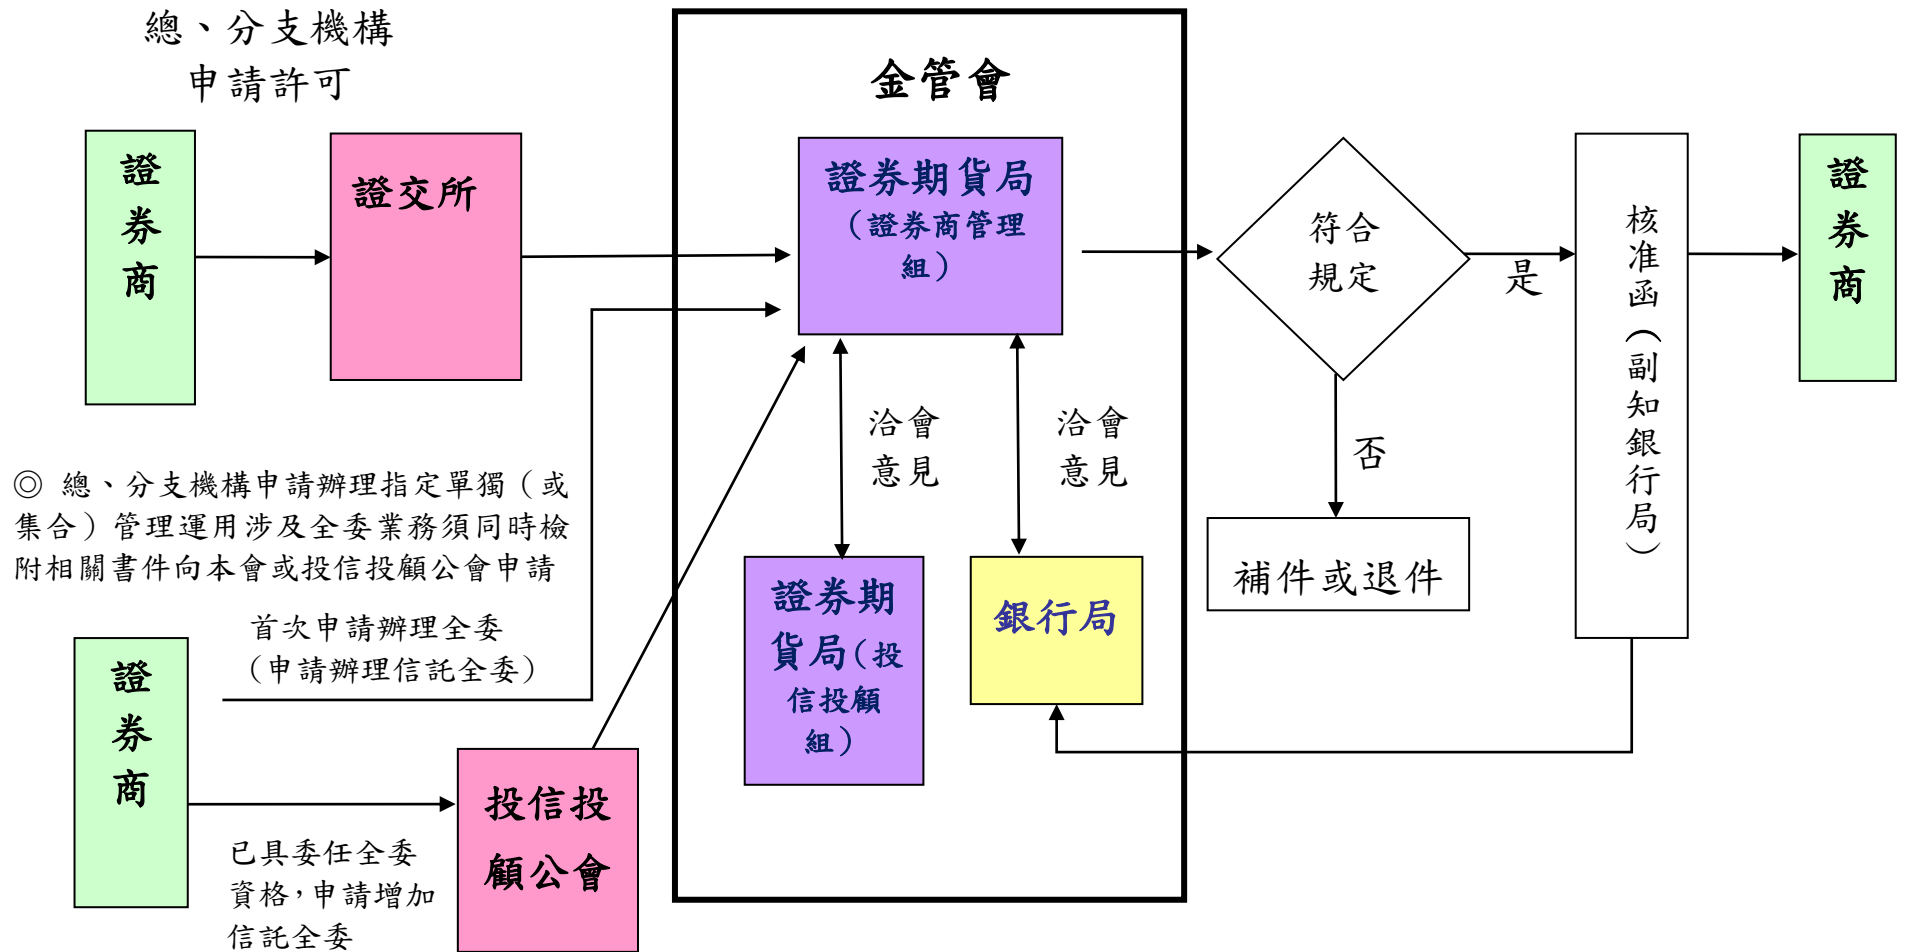 總、分支機構
申請許可
金管會
證
券
商
證交所
證券期貨局
（證券商管理
組）
符合
規定
是
核准函（副知銀行局）
證
券
商
洽會
意見
洽會
意見
否
補件或退件
◎ 總、分支機構申請辦理指定單獨（或
集合）管理運用涉及全委業務須同時檢
附相關書件向本會或投信投顧公會申請
首次申請辦理全委
（申請辦理信託全委）
證券期
貨局（投
信投顧
組）
銀行局
證
券
商
投信投
顧公會
已具委任全委
資格，申請增加
信託全委